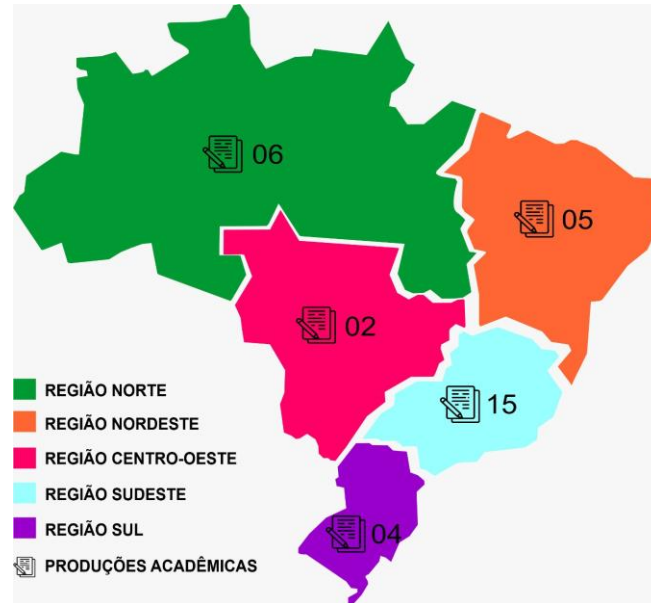 06
05
02
15
04
REGIÃO NORTE
REGIÃO NORDESTE
REGIÃO CENTRO-OESTE
REGIÃO SUDESTE
REGIÃO SUL
PRODUÇÕES ACADÊMICAS